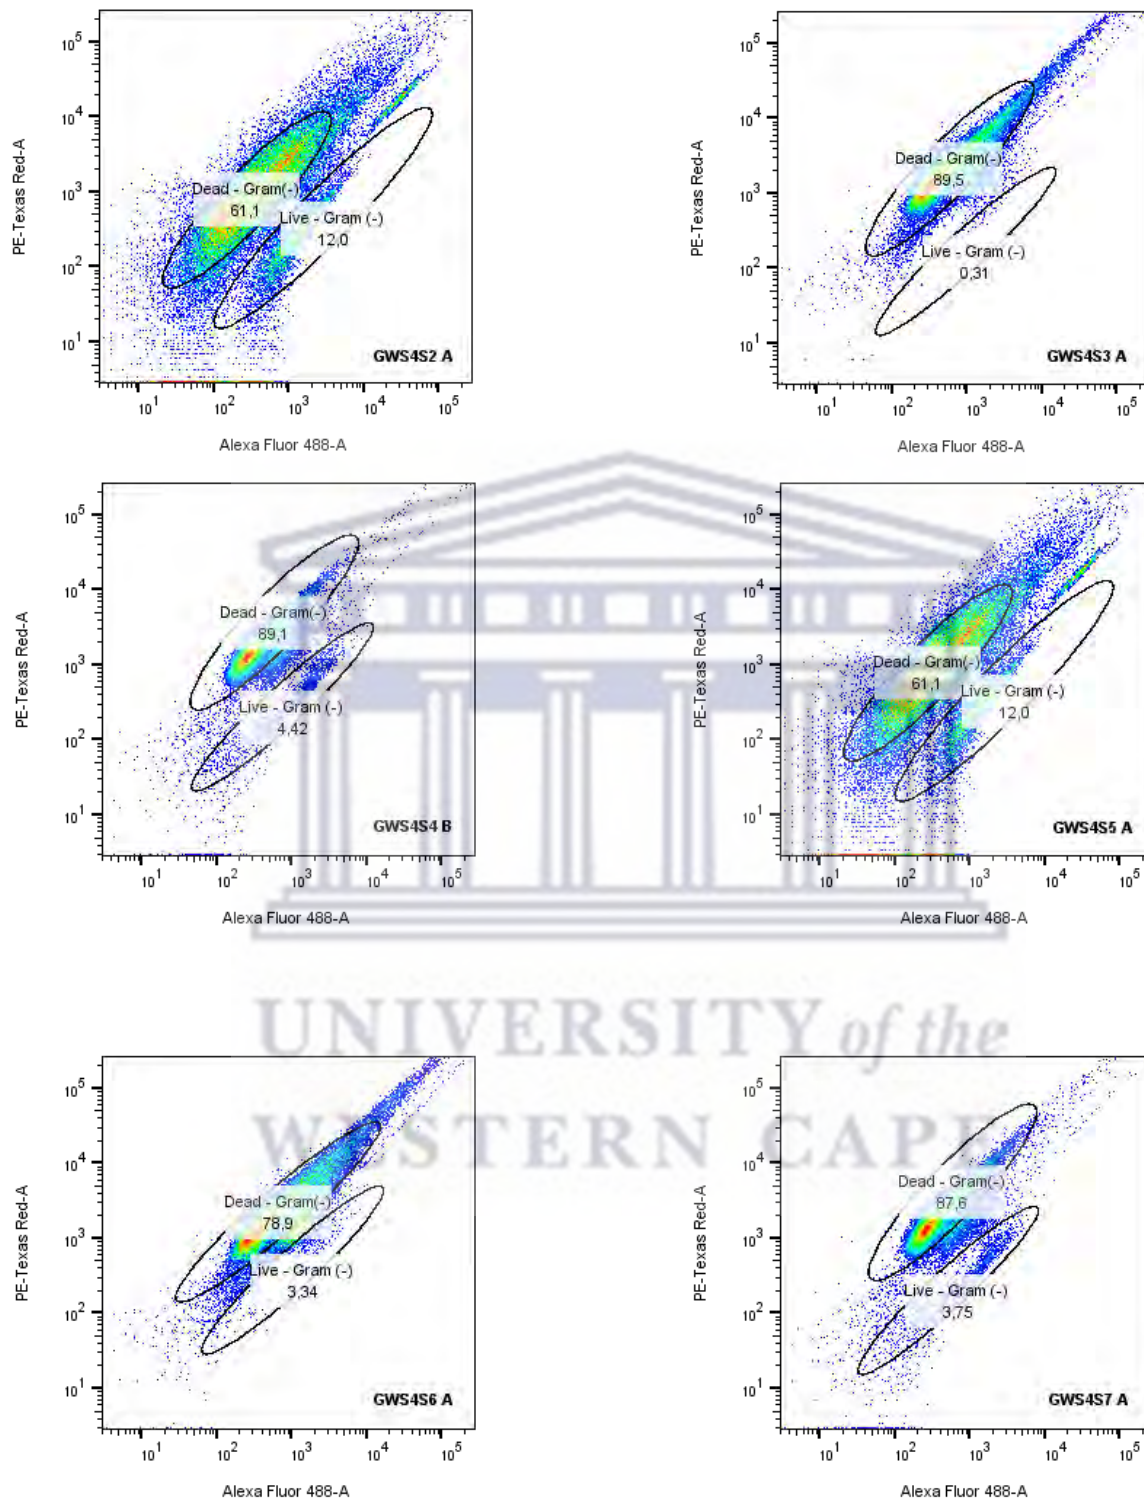 10^5
10^4
10^3
10^2
10^1
PE-Texas Red-A
Dead - Gram(-)
61,1
Live - Gram (-)
12,0
GWS4S2 A
10^1 10^2 10^3 10^4 10^5
Alexa Fluor 488-A
10^5
10^4
10^3
10^2
10^1
PE-Texas Red-A
Dead - Gram(-)
89,5
Live - Gram (-)
0,31
GWS4S3 A
10^1 10^2 10^3 10^4 10^5
Alexa Fluor 488-A
10^5
10^4
10^3
10^2
10^1
PE-Texas Red-A
Dead - Gram(-)
89,1
Live - Gram (-)
4,42
GWS4S4 B
10^1 10^2 10^3 10^4 10^5
Alexa Fluor 488-A
10^5
10^4
10^3
10^2
10^1
PE-Texas Red-A
Dead - Gram(-)
61,1
Live - Gram (-)
12,0
GWS4S5 A
10^1 10^2 10^3 10^4 10^5
Alexa Fluor 488-A
UNIVERSITY of the
WESTERN CAPE
10^5
10^4
10^3
10^2
10^1
PE-Texas Red-A
Dead - Gram(-)
78,9
Live - Gram (-)
3,34
GWS4S6 A
10^1 10^2 10^3 10^4 10^5
Alexa Fluor 488-A
10^5
10^4
10^3
10^2
10^1
PE-Texas Red-A
Dead - Gram(-)
87,6
Live - Gram (-)
3,75
GWS4S7 A
10^1 10^2 10^3 10^4 10^5
Alexa Fluor 488-A